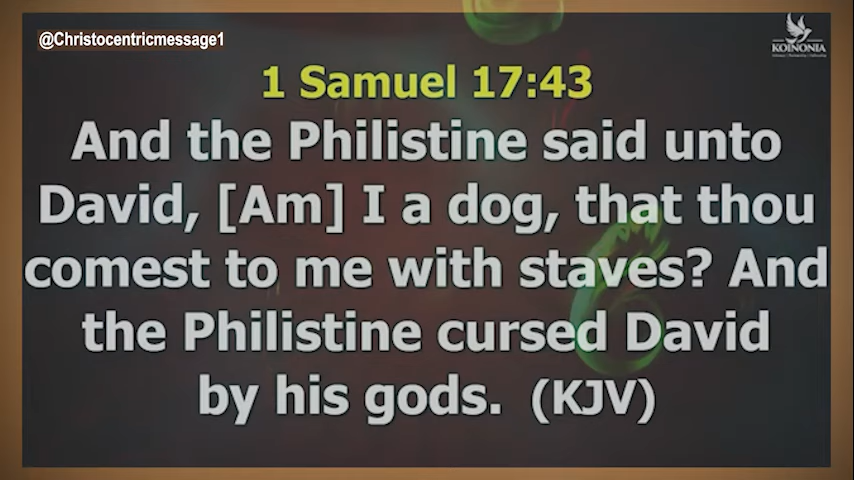 @Christocentricmessage1
KOINONIA
1 Samuel 17:43
And the Philistine said unto
David, [Am] I a dog, that thou
comest to me with staves? And
the Philistine cursed David
by his gods. (KJV)